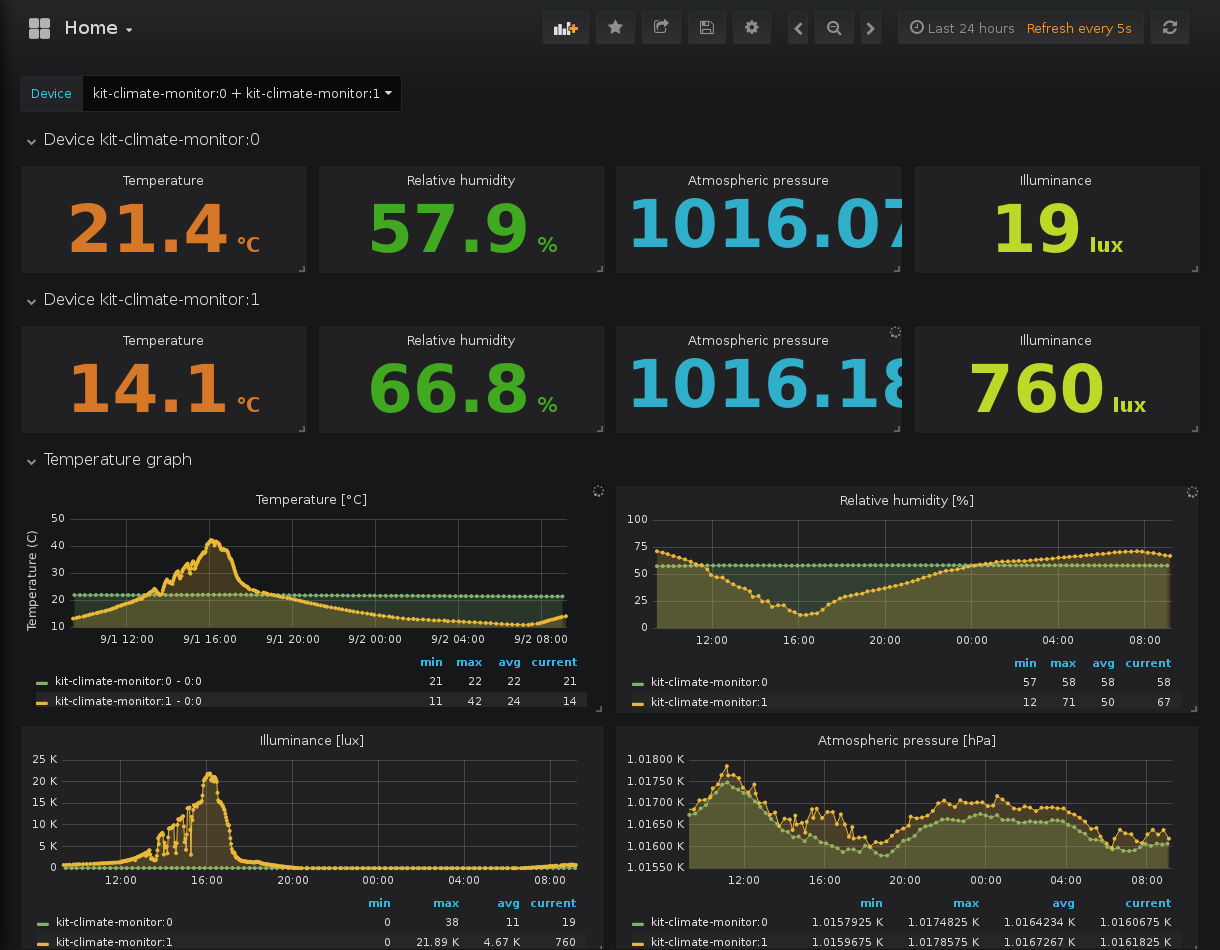 Home
Last 24 hours Refresh every 5s
Device kit-climate-monitor:0 + kit-climate-monitor:1
Device kit-climate-monitor:0
Temperature Relative humidity Atmospheric pressure Illuminance
21.4 °C 57.9 % 1016.07 19 lux
Device kit-climate-monitor:1
Temperature Relative humidity Atmospheric pressure Illuminance
14.1 °C 66.8 % 1016.18 760 lux
Temperature graph
Temperature [°C]
Temperature (C)
50
40
30
20
10
9/1 12:00 9/1 16:00 9/1 20:00 9/2 00:00 9/2 04:00 9/2 08:00
min max avg current
kit-climate-monitor:0 - 0:0 21 22 22 21
kit-climate-monitor:1 - 0:0 11 42 24 14
Relative humidity [%]
100
75
50
25
0
12:00 16:00 20:00 00:00 04:00 08:00
min max avg current
kit-climate-monitor:0 57 58 58 58
kit-climate-monitor:1 12 71 50 67
Illuminance [lux]
25 K
20 K
15 K
10 K
5 K
0
12:00 16:00 20:00 00:00 04:00 08:00
min max avg current
kit-climate-monitor:0 0 38 11 19
kit-climate-monitor:1 0 21.89 K 4.67 K 760
Atmospheric pressure [hPa]
1.01800 K
1.01750 K
1.01700 K
1.01650 K
1.01600 K
1.01550 K
12:00 16:00 20:00 00:00 04:00 08:00
min max avg current
kit-climate-monitor:0 1.0157925 K 1.0174825 K 1.0164234 K 1.0160675 K
kit-climate-monitor:1 1.0159675 K 1.0178575 K 1.0167267 K 1.0161825 K